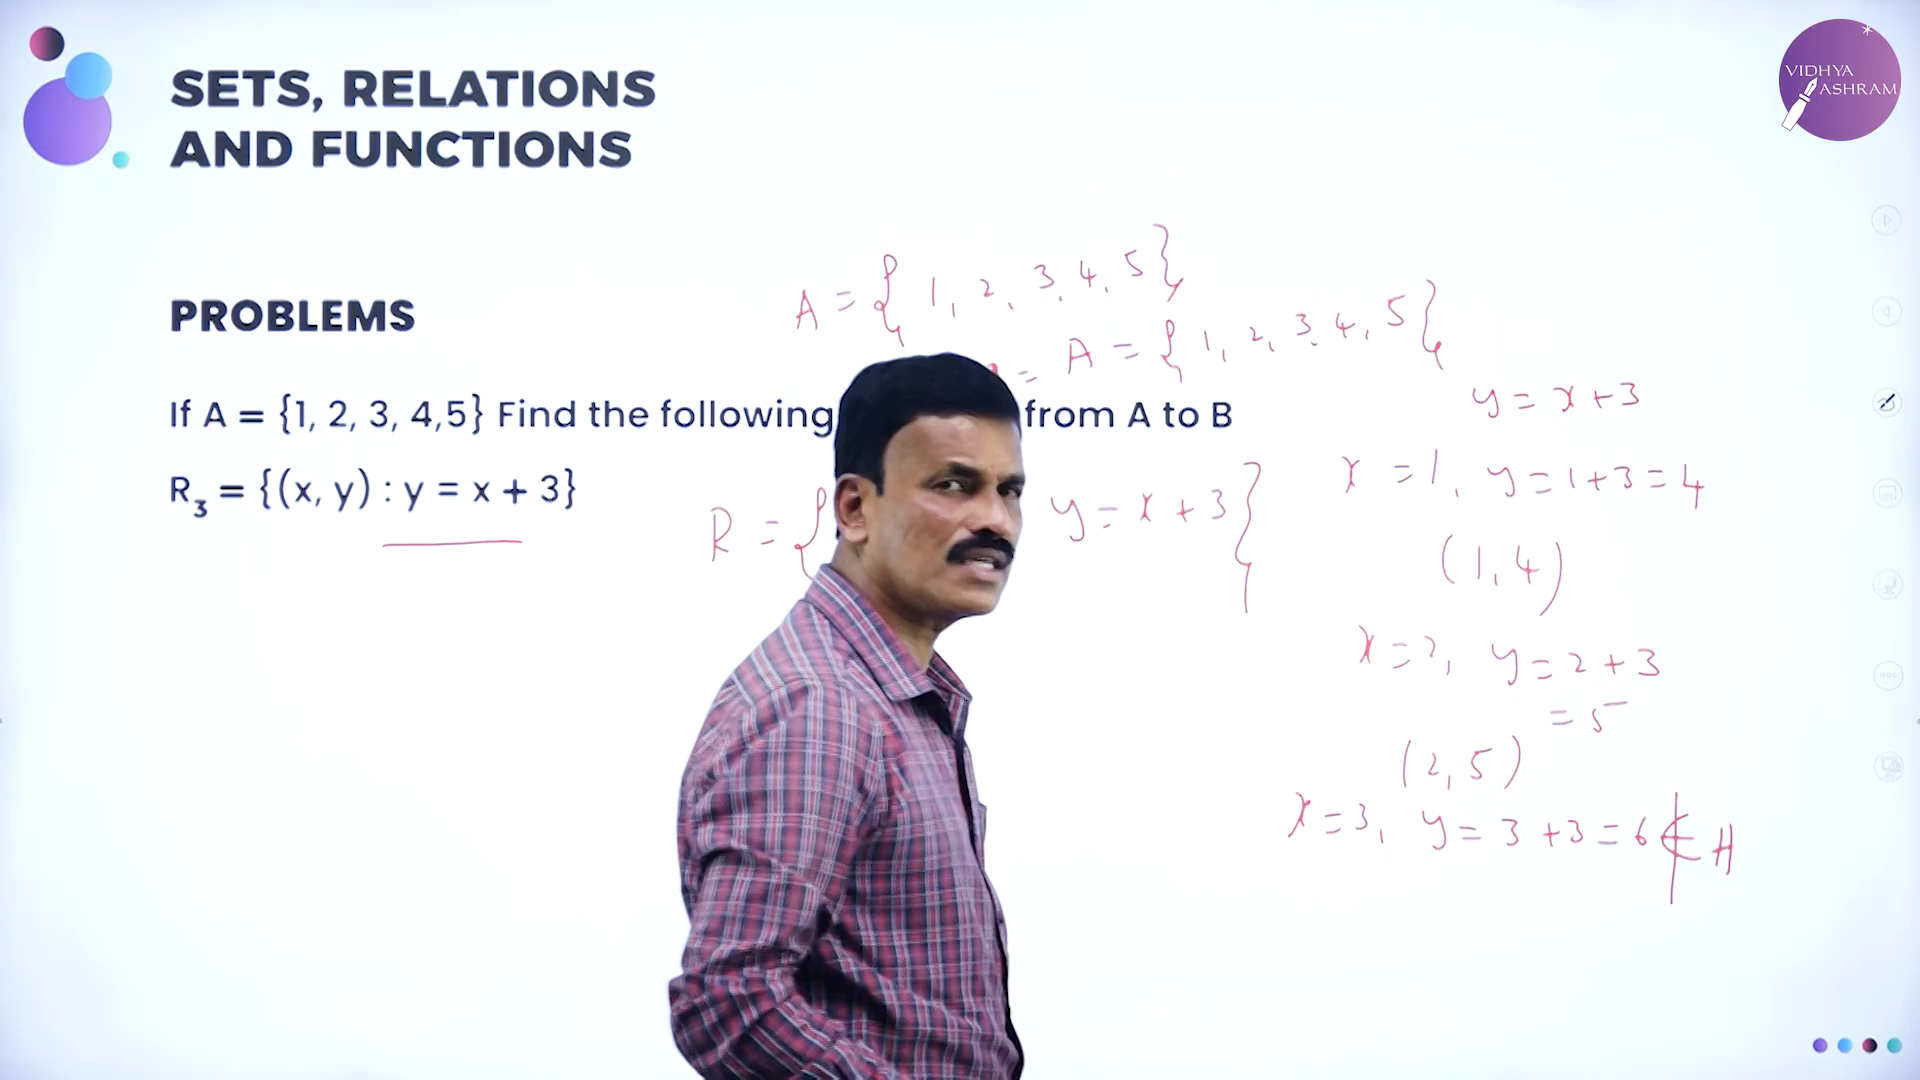 SETS, RELATIONS
AND FUNCTIONS
VIDHYA
ASHRAM
PROBLEMS
A = { 1, 2, 3, 4, 5 }
= A = { 1, 2, 3, 4, 5 }
If A = {1, 2, 3, 4,5} Find the following from A to B
R₃ = {(x, y) : y = x + 3}
R = { y = x + 3 }
y = x + 3
x = 1, y = 1 + 3 = 4
(1, 4)
x = 2, y = 2 + 3
= 5
(2, 5)
x = 3, y = 3 + 3 = 6 ∉ A